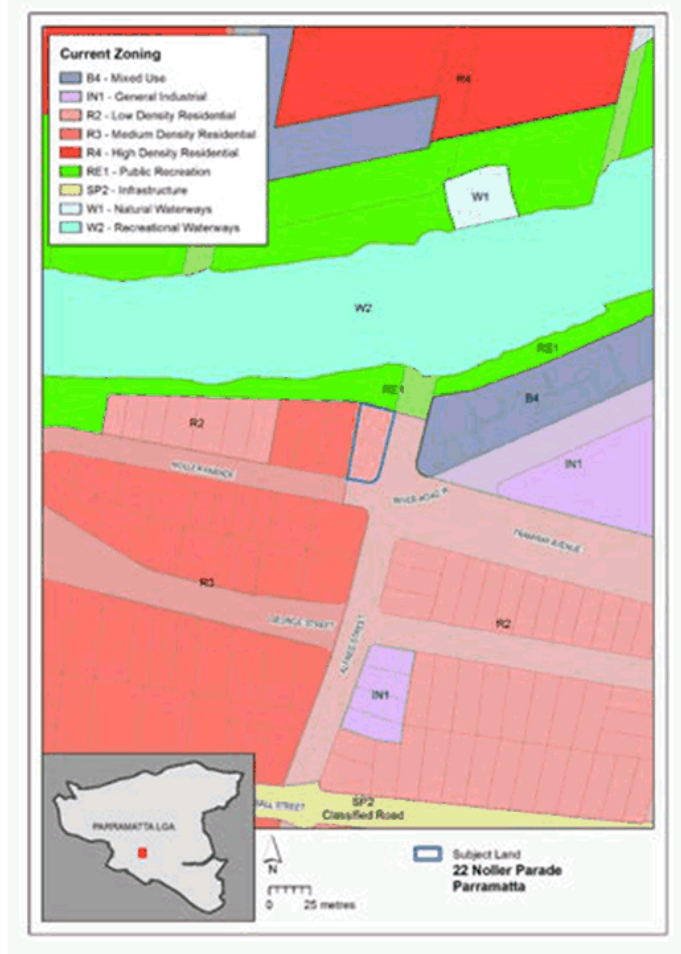 Current Zoning
B4 - Mixed Use
IN1 - General Industrial
R2 - Low Density Residential
R3 - Medium Density Residential
R4 - High Density Residential
RE1 - Public Recreation
SP2 - Infrastructure
W1 - Natural Waterways
W2 - Recreational Waterways
R4
W1
W2
RE1
RE1
B4
R2
IN1
NOLLER PARADE
RIVER ROAD W
R3
GEORGE STREET
ALFRED STREET
R2
IN1
SP2
Classified Road
STREET
PARRAMATTA LGA
N
0 25 metres
Subject Land
22 Noller Parade
Parramatta